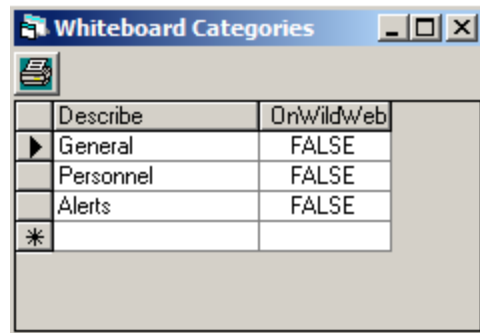 Whiteboard Categories
Describe OnWildWeb
General FALSE
Personnel FALSE
Alerts FALSE